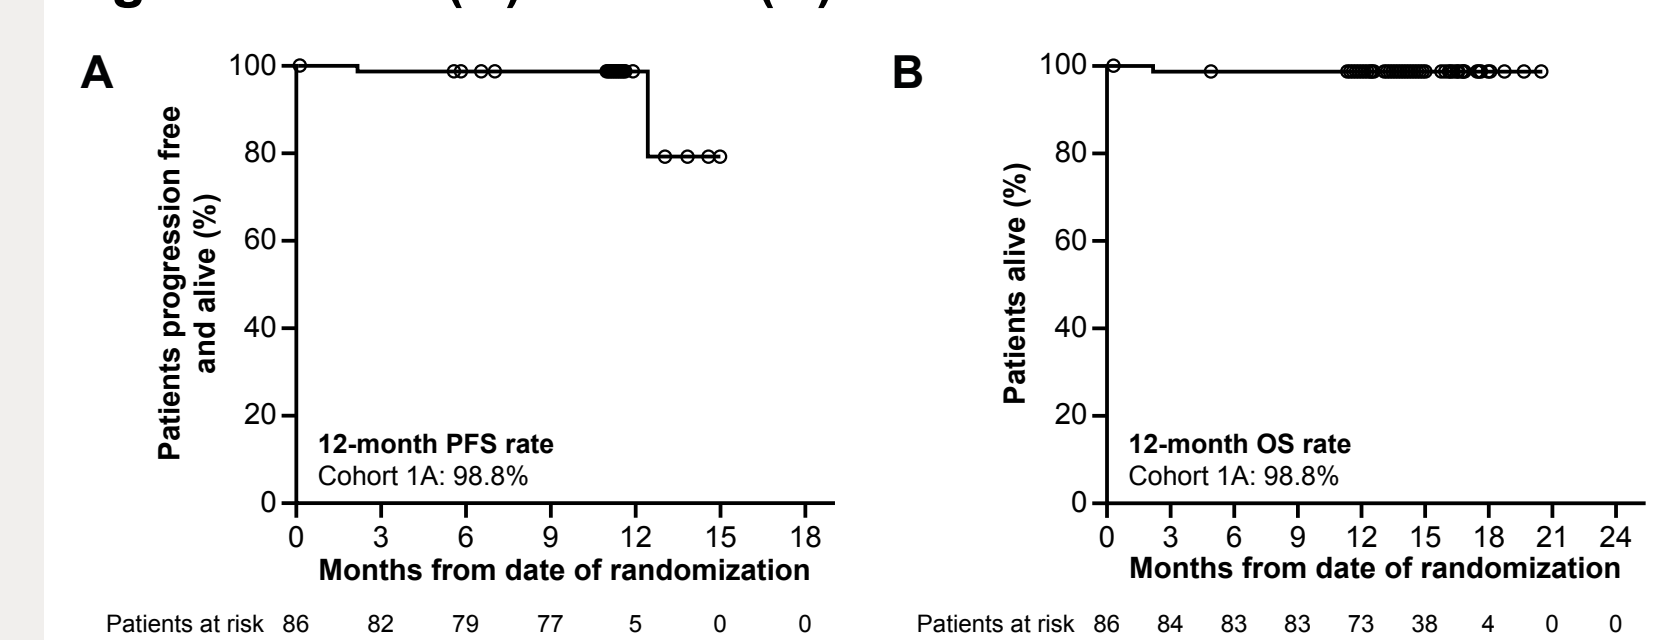 A
Patients progression free
and alive (%)
100
80
60
40
20
0
12-month PFS rate
Cohort 1A: 98.8%
0 3 6 9 12 15 18
Months from date of randomization
Patients at risk 86 82 79 77 5 0 0
B
Patients alive (%)
100
80
60
40
20
0
12-month OS rate
Cohort 1A: 98.8%
0 3 6 9 12 15 18 21 24
Months from date of randomization
Patients at risk 86 84 83 83 73 38 4 0 0